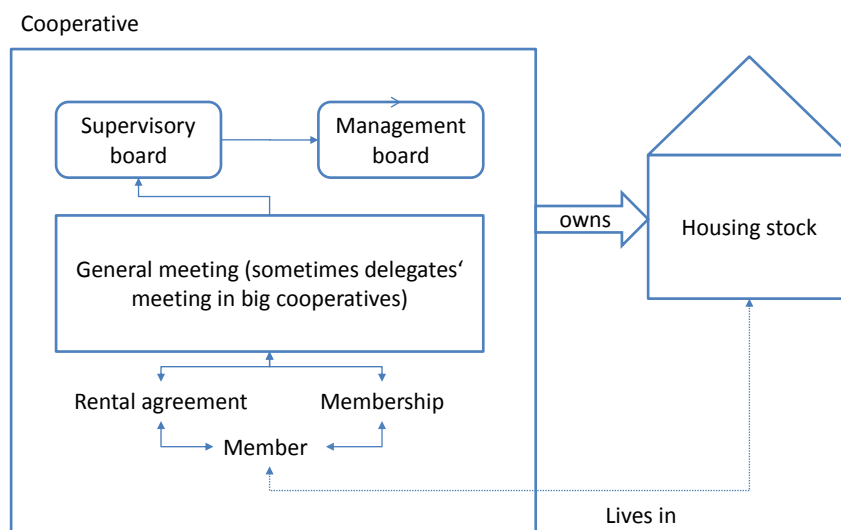 Cooperative
Supervisory
board
Management
board
owns
Housing stock
General meeting (sometimes delegates‘
meeting in big cooperatives)
Rental agreement
Membership
Member
Lives in